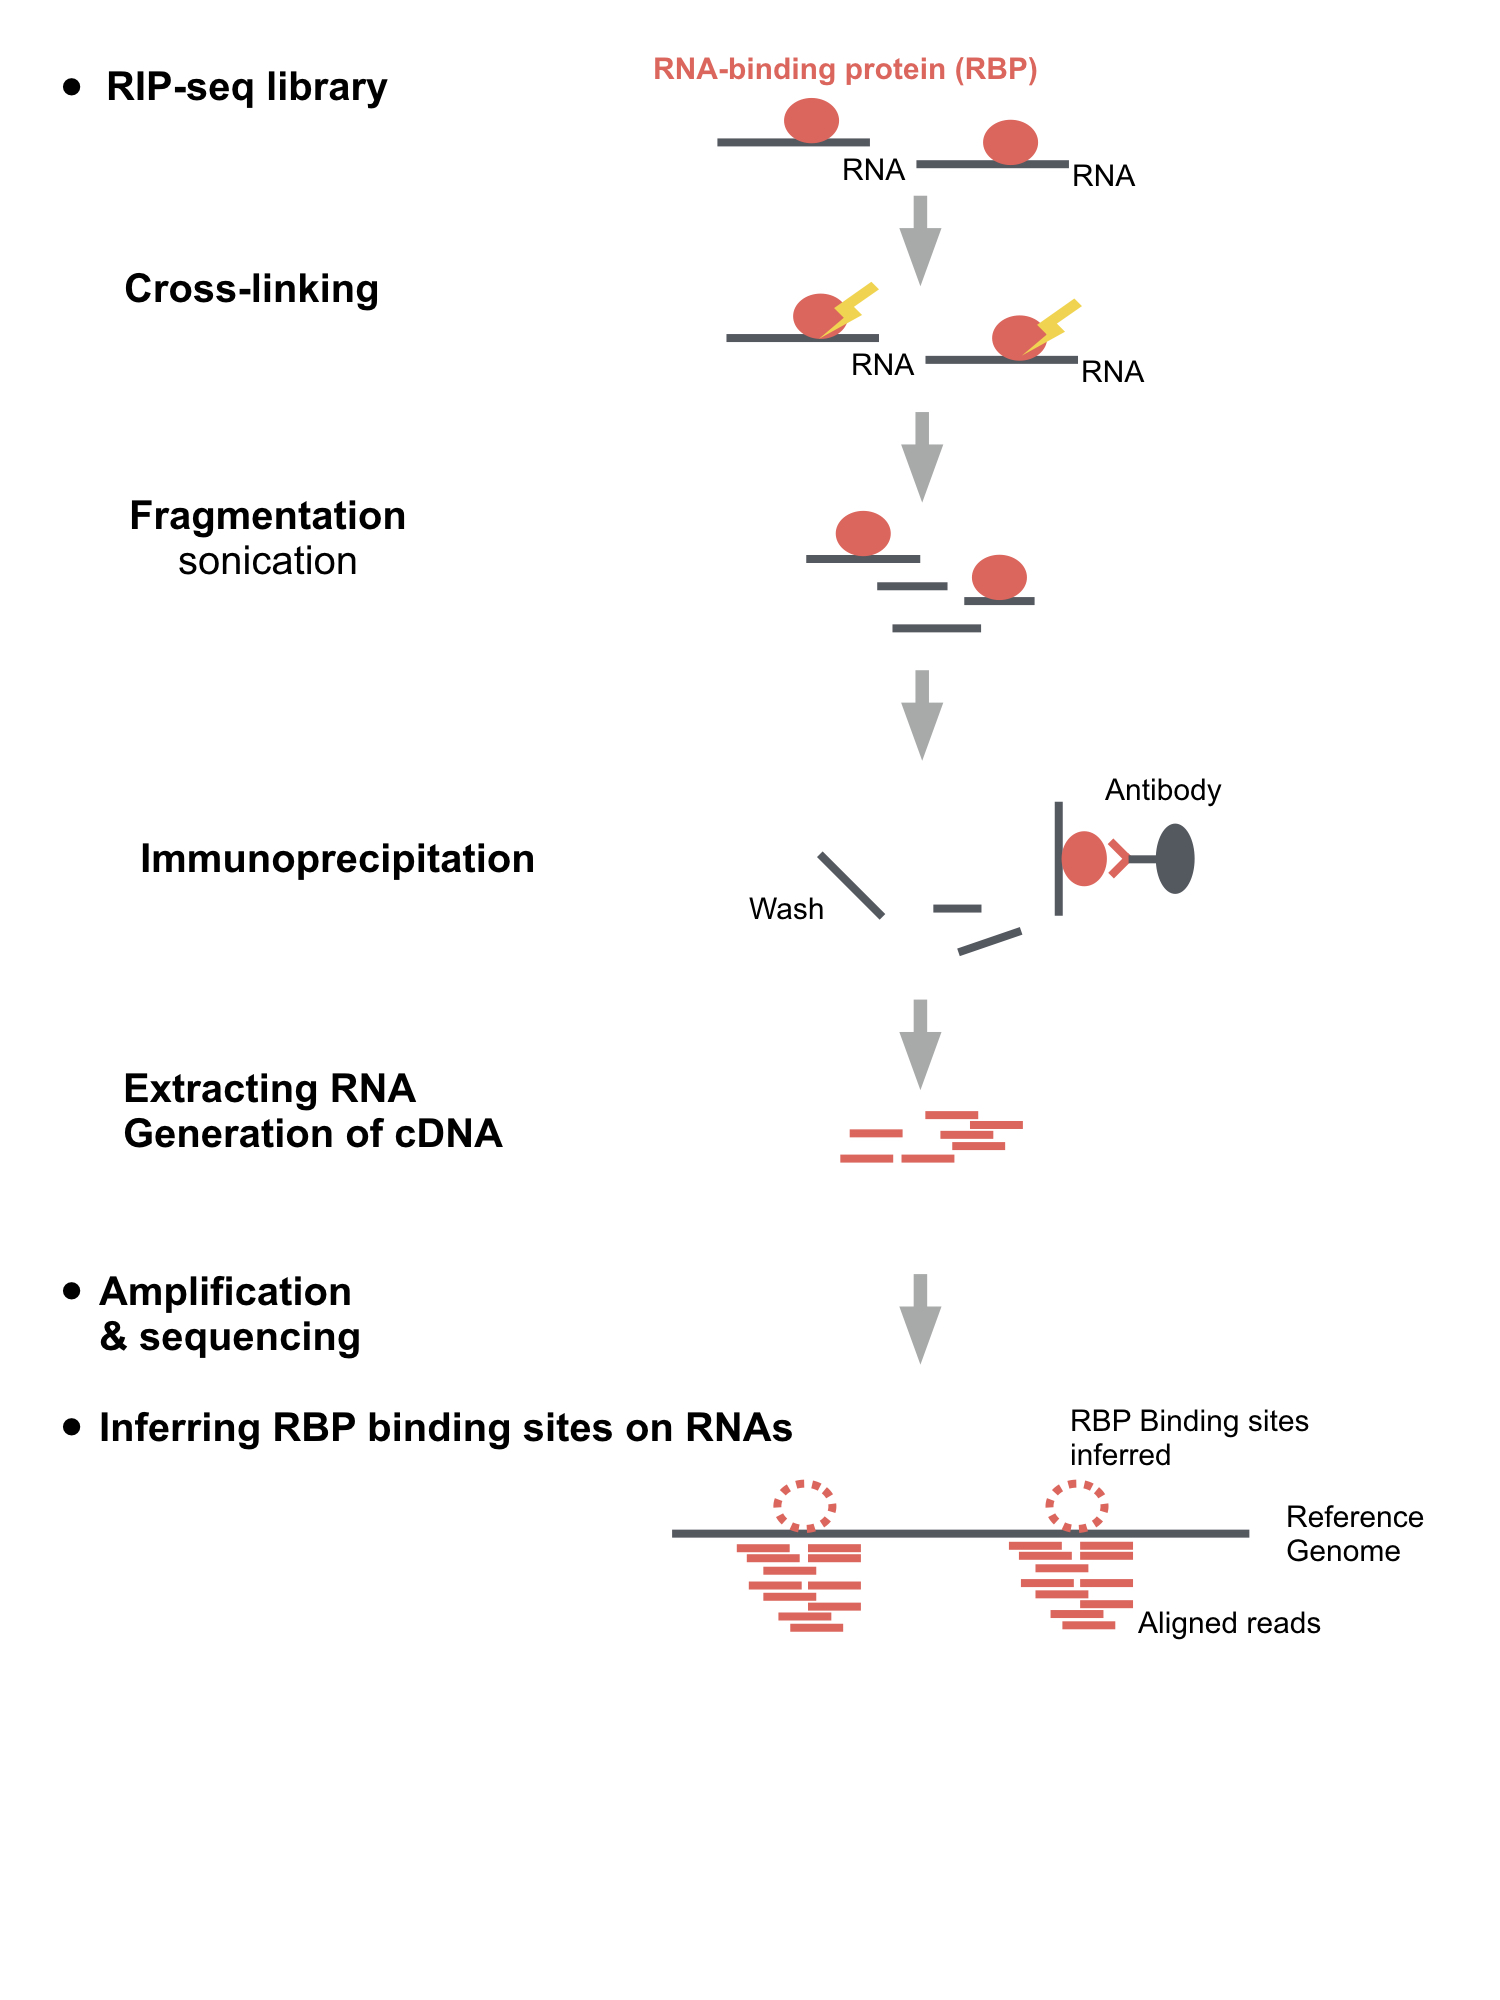 RNA-binding protein (RBP)
• RIP-seq library
RNA
RNA
Cross-linking
RNA
RNA
Fragmentation
sonication
Antibody
Immunoprecipitation
Wash
Extracting RNA
Generation of cDNA
• Amplification
& sequencing
• Inferring RBP binding sites on RNAs
RBP Binding sites
inferred
Reference
Genome
Aligned reads